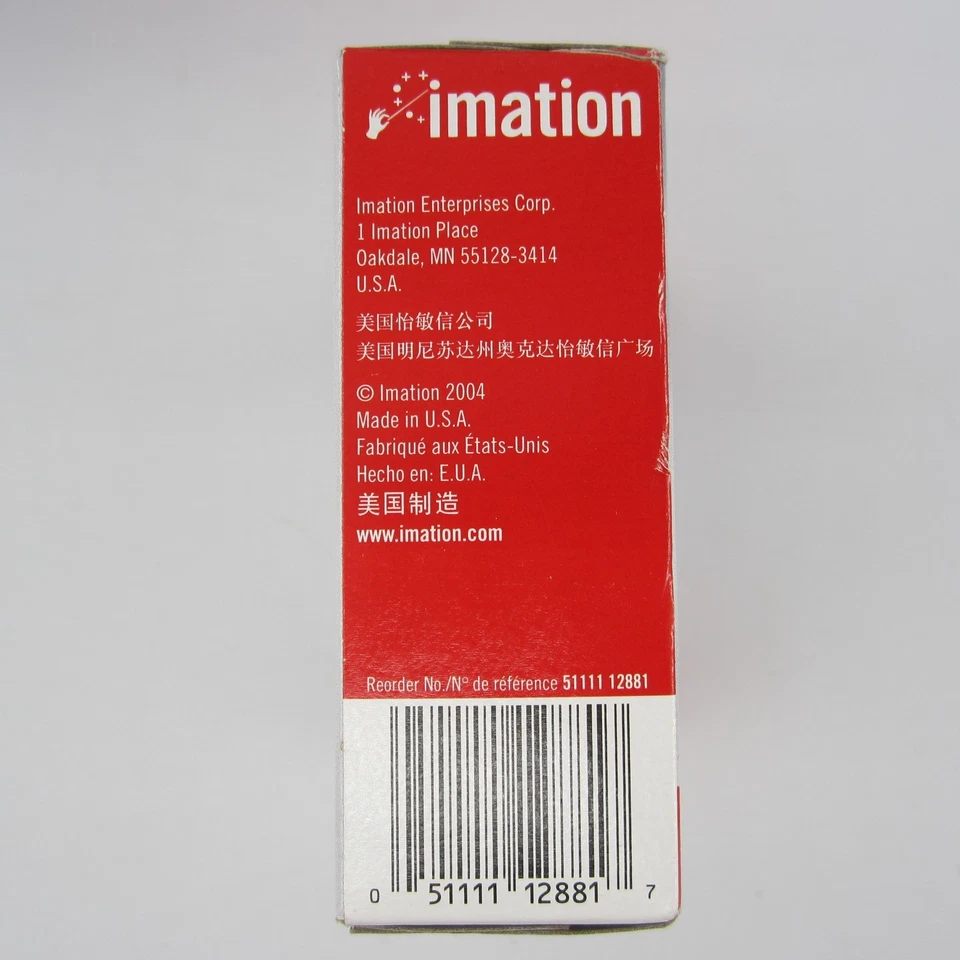 imation
Imation Enterprises Corp.
1 Imation Place
Oakdale, MN 55128-3414
U.S.A.
美国怡敏信公司
美国明尼苏达州奥克达怡敏信广场
© Imation 2004
Made in U.S.A.
Fabriqué aux États-Unis
Hecho en: E.U.A.
美国制造
www.imation.com
Reorder No./Nº de référence 51111 12881
0 51111 12881 7